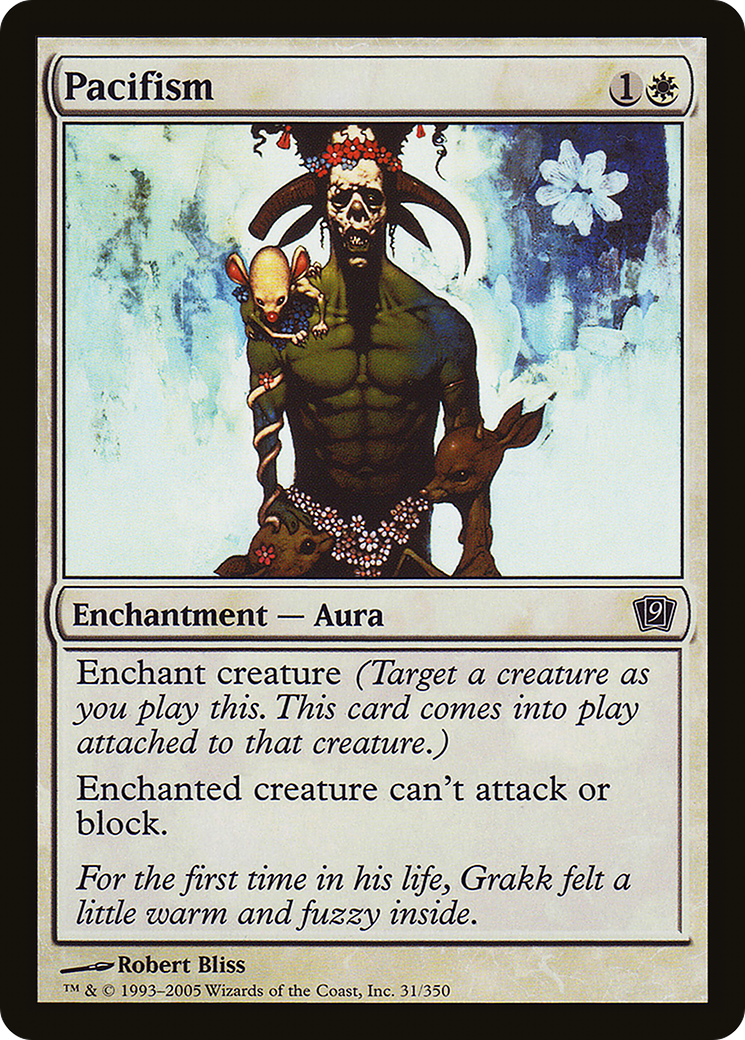 Pacifism
1
Enchantment — Aura
9
Enchant creature (Target a creature as
you play this. This card comes into play
attached to that creature.)
Enchanted creature can't attack or
block.
For the first time in his life, Grakk felt a
little warm and fuzzy inside.
Robert Bliss
™ & © 1993–2005 Wizards of the Coast, Inc. 31/350